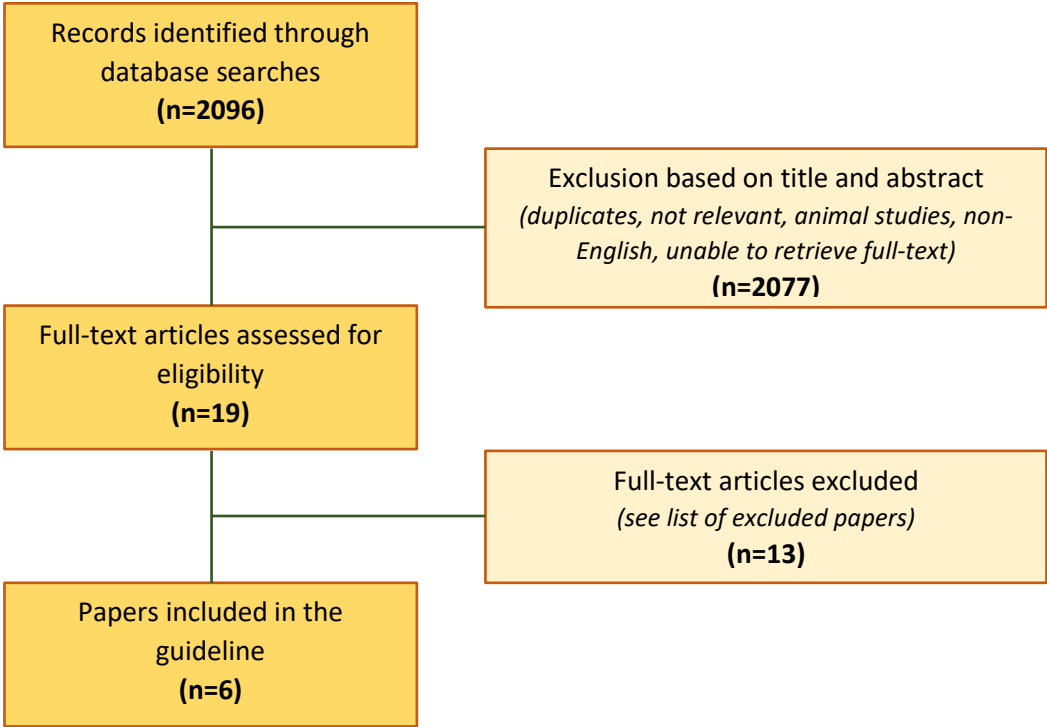 Records identified through
database searches
(n=2096)
Exclusion based on title and abstract
(duplicates, not relevant, animal studies, non-
English, unable to retrieve full-text)
(n=2077)
Full-text articles assessed for
eligibility
(n=19)
Full-text articles excluded
(see list of excluded papers)
(n=13)
Papers included in the
guideline
(n=6)